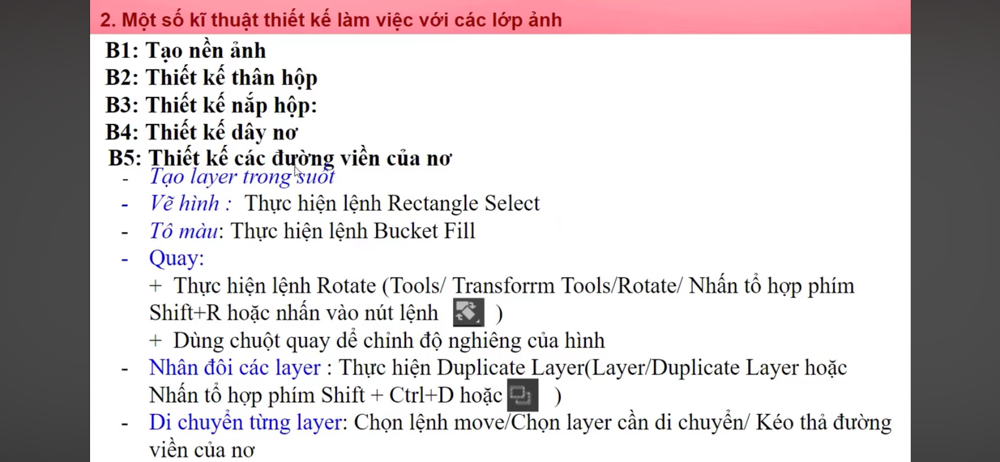 2. Một số kĩ thuật thiết kế làm việc với các lớp ảnh
B1: Tạo nền ảnh
B2: Thiết kế thân hộp
B3: Thiết kế nắp hộp:
B4: Thiết kế dây nơ
B5: Thiết kế các đường viền của nơ
- Tạo layer trong suốt
- Vẽ hình : Thực hiện lệnh Rectangle Select
- Tô màu: Thực hiện lệnh Bucket Fill
- Quay:
+ Thực hiện lệnh Rotate (Tools/ Transforrm Tools/Rotate/ Nhấn tổ hợp phím
Shift+R hoặc nhấn vào nút lệnh )
+ Dùng chuột quay dể chỉnh độ nghiêng của hình
- Nhân đôi các layer : Thực hiện Duplicate Layer(Layer/Duplicate Layer hoặc
Nhấn tổ hợp phím Shift + Ctrl+D hoặc )
- Di chuyển từng layer: Chọn lệnh move/Chọn layer cần di chuyển/ Kéo thả đường
viền của nơ